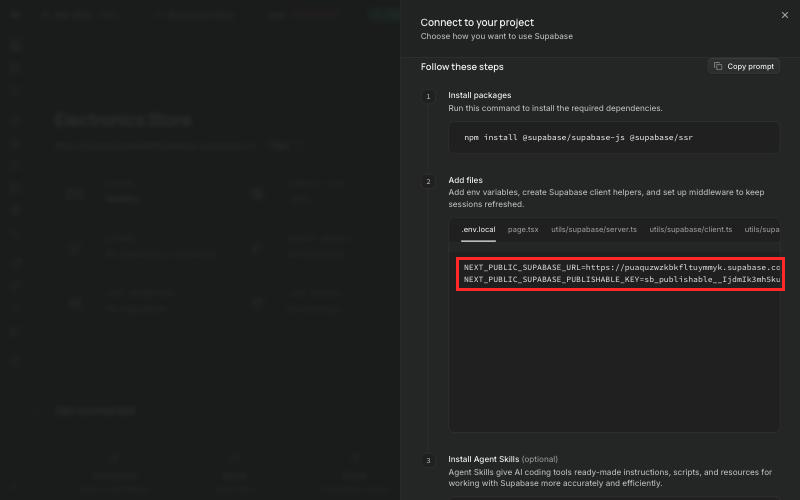 Connect to your project
Choose how you want to use Supabase
Follow these steps
Copy prompt
1
Install packages
Run this command to install the required dependencies.
npm install @supabase/supabase-js @supabase/ssr
2
Add files
Add env variables, create Supabase client helpers, and set up middleware to keep
sessions refreshed.
.env.local page.tsx utils/supabase/server.ts utils/supabase/client.ts utils/supa
NEXT_PUBLIC_SUPABASE_URL=https://puaquzwzkbkfltuymmyk.supabase.co
NEXT_PUBLIC_SUPABASE_PUBLISHABLE_KEY=sb_publishable__IjdmIk3mhSku
3
Install Agent Skills (optional)
Agent Skills give AI coding tools ready-made instructions, scripts, and resources for
working with Supabase more accurately and efficiently.
Electronics Store